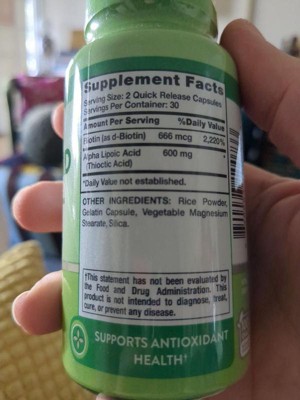 Supplement Facts
Serving Size: 2 Quick Release Capsules
Servings Per Container: 30
Amount Per Serving %Daily Value
Biotin (as d-Biotin) 666 mcg 2,220%
Alpha Lipoic Acid 600 mg *
(Thioctic Acid)
*Daily Value not established.
OTHER INGREDIENTS: Rice Powder,
Gelatin Capsule, Vegetable Magnesium
Stearate, Silica.
†This statement has not been evaluated by
the Food and Drug Administration. This
product is not intended to diagnose, treat,
cure, or prevent any disease.
SUPPORTS ANTIOXIDANT
HEALTH†